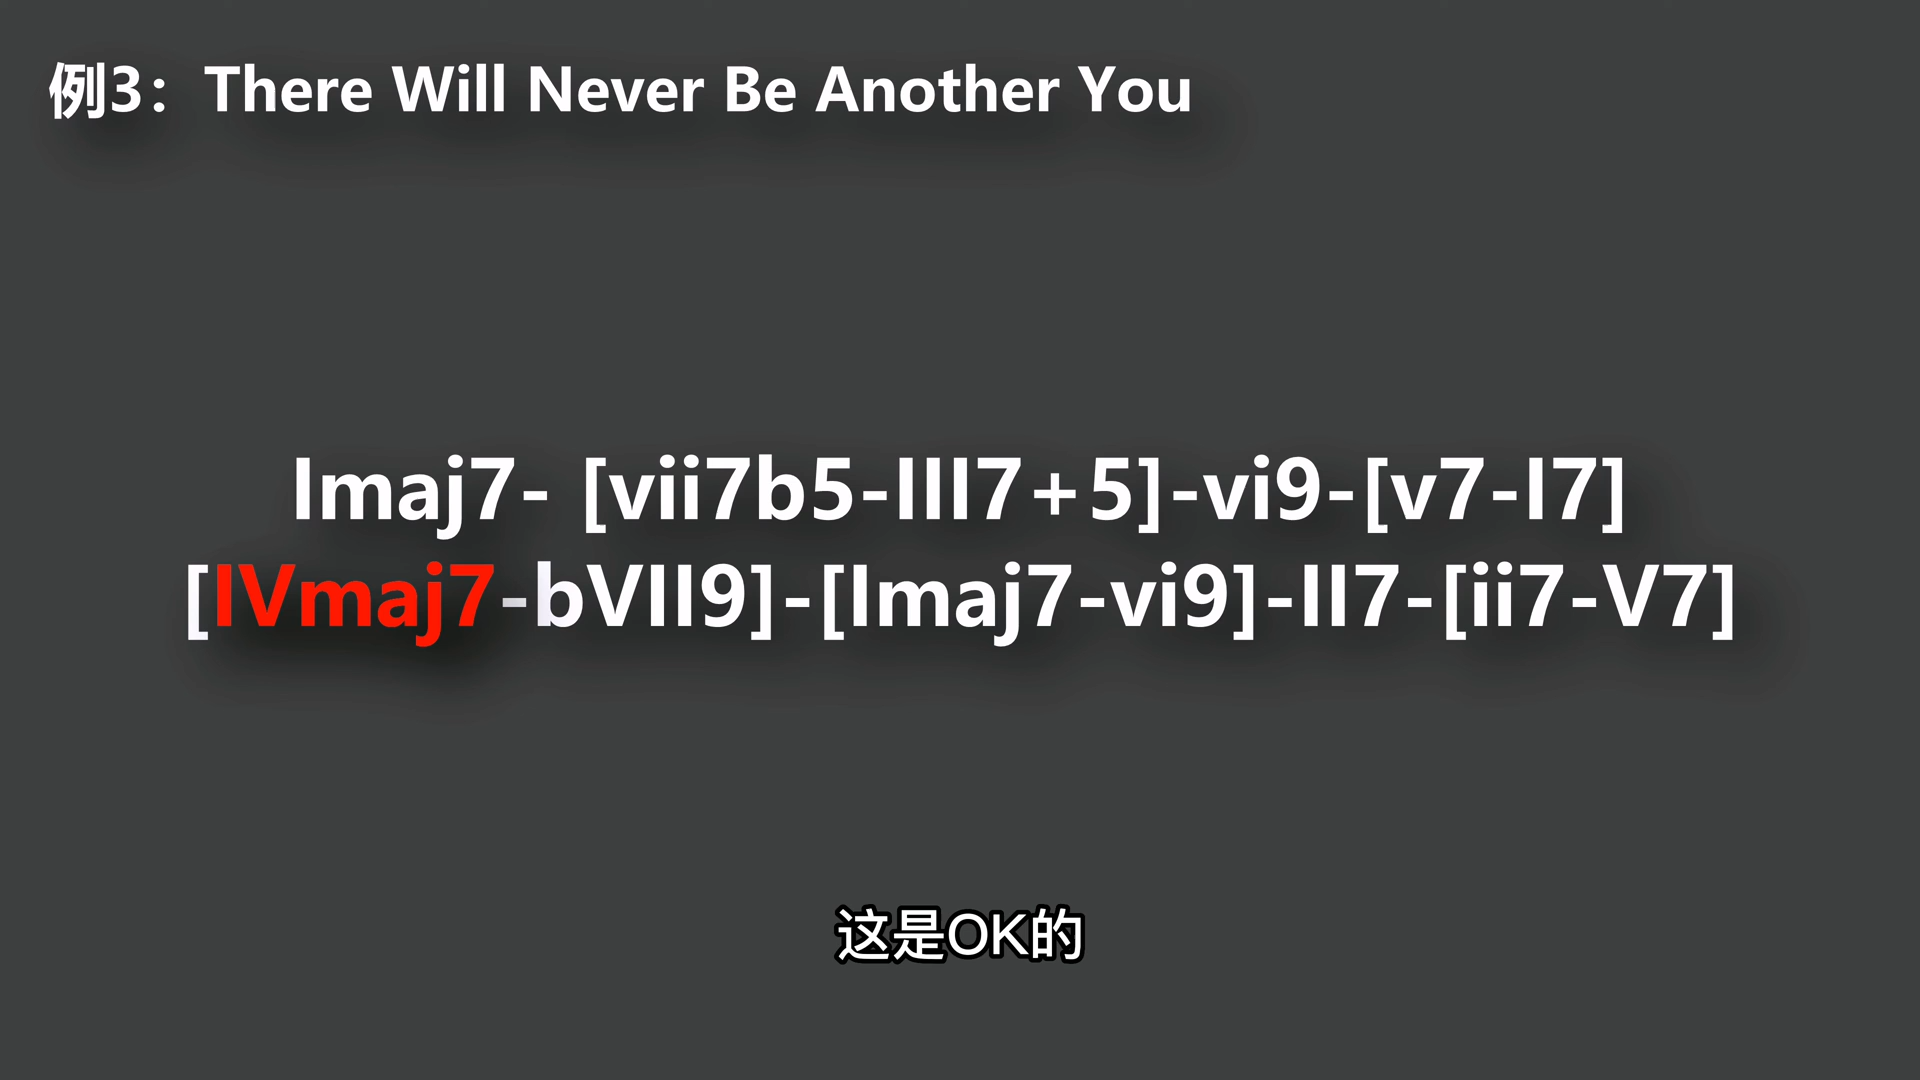 例3：There Will Never Be Another You
Imaj7- [vii7b5-III7+5]-vi9-[v7-I7]
[IVmaj7-bVII9]-[Imaj7-vi9]-II7-[ii7-V7]
这是OK的